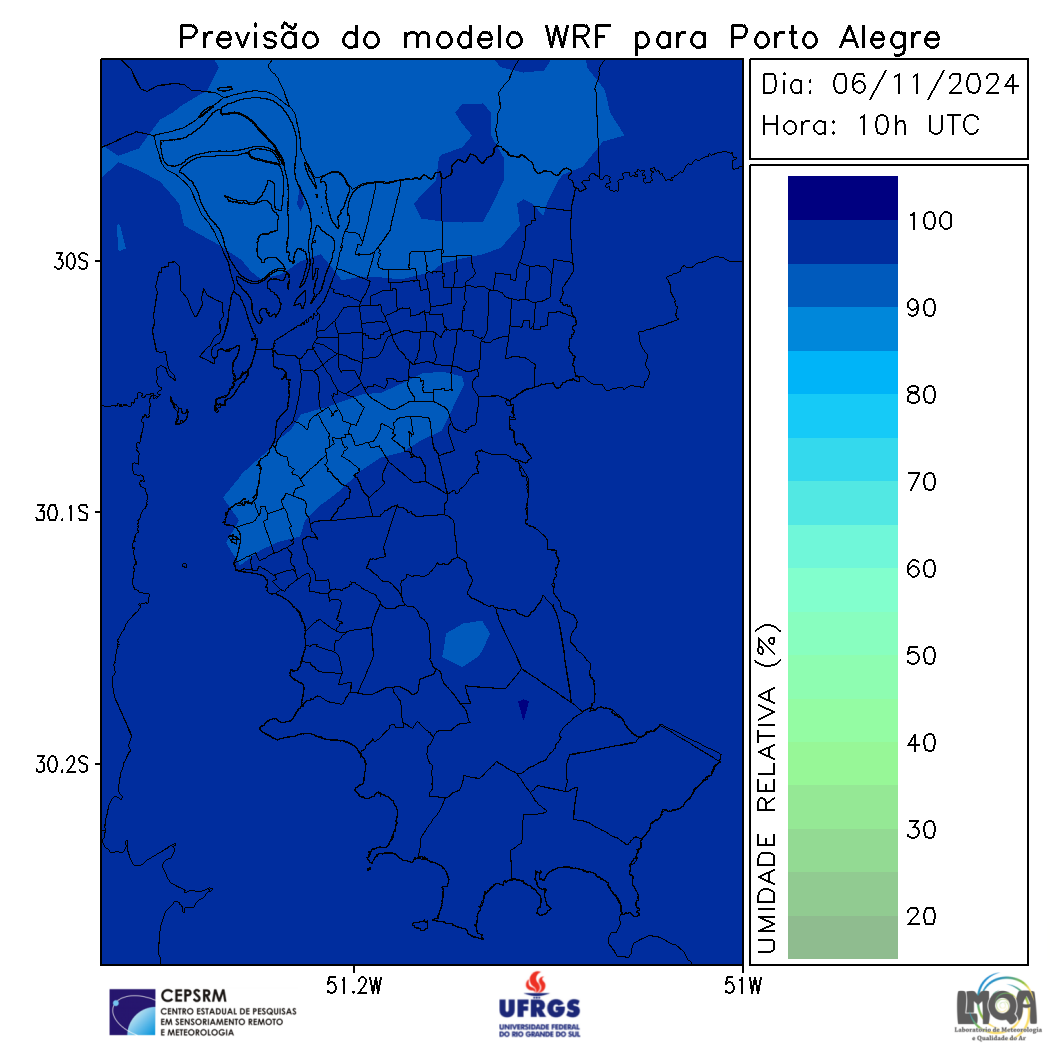 Previsão do modelo WRF para Porto Alegre
Dia: 06/11/2024
Hora: 10h UTC
100
90
80
70
60
50
40
30
20
UMIDADE RELATIVA (%)
30S
30.1S
30.2S
51.2W
51W
CEPSRM
CENTRO ESTADUAL DE PESQUISAS
EM SENSORIAMENTO REMOTO
E METEOROLOGIA
UFRGS
UNIVERSIDADE FEDERAL
DO RIO GRANDE DO SUL
LMQA
Laboratório de Meteorologia
e Qualidade do Ar